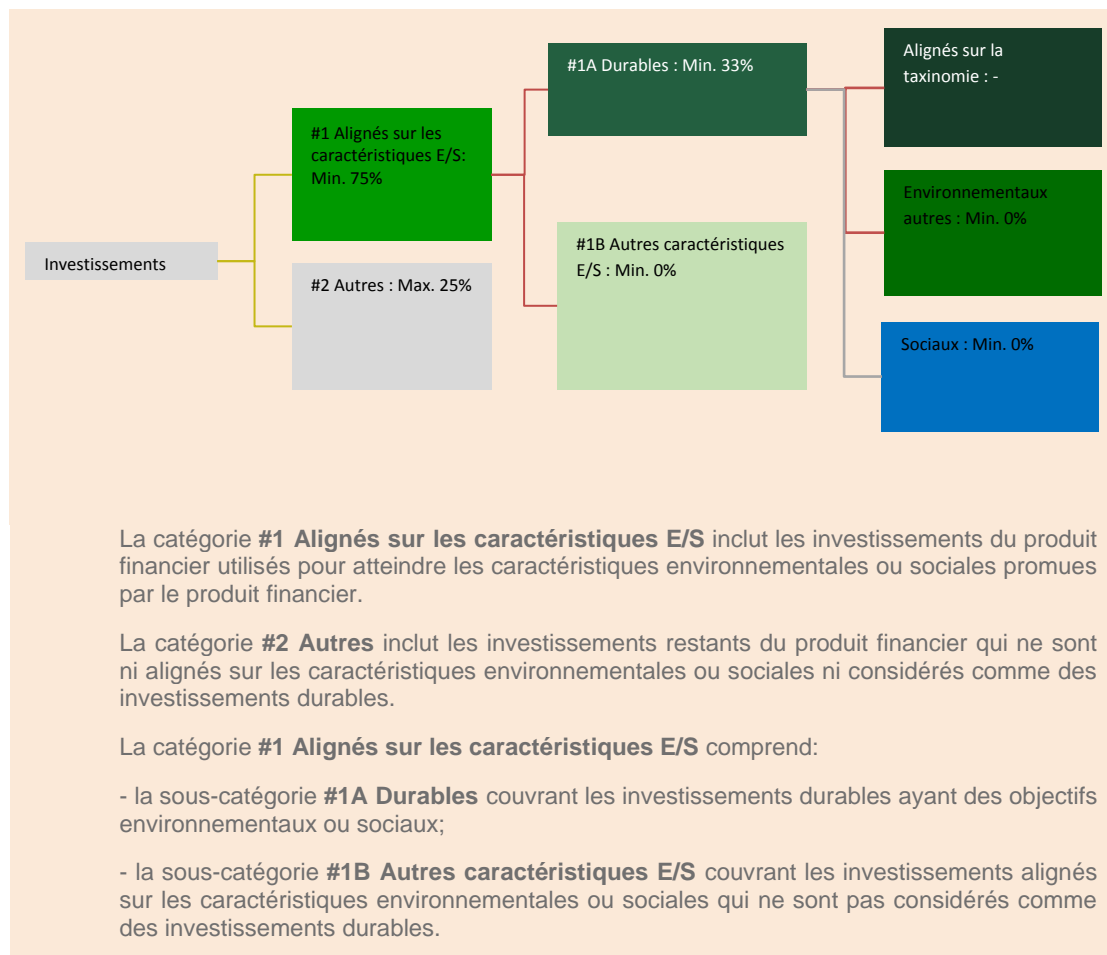 Investissements
#1 Alignés sur les
caractéristiques E/S:
Min. 75%
#2 Autres : Max. 25%
#1A Durables : Min. 33%
#1B Autres caractéristiques
E/S : Min. 0%
Alignés sur la
taxinomie : -
Environnementaux
autres : Min. 0%
Sociaux : Min. 0%
La catégorie #1 Alignés sur les caractéristiques E/S inclut les investissements du produit
financier utilisés pour atteindre les caractéristiques environnementales ou sociales promues
par le produit financier.
La catégorie #2 Autres inclut les investissements restants du produit financier qui ne sont
ni alignés sur les caractéristiques environnementales ou sociales ni considérés comme des
investissements durables.
La catégorie #1 Alignés sur les caractéristiques E/S comprend:
- la sous-catégorie #1A Durables couvrant les investissements durables ayant des objectifs
environnementaux ou sociaux;
- la sous-catégorie #1B Autres caractéristiques E/S couvrant les investissements alignés
sur les caractéristiques environnementales ou sociales qui ne sont pas considérés comme
des investissements durables.